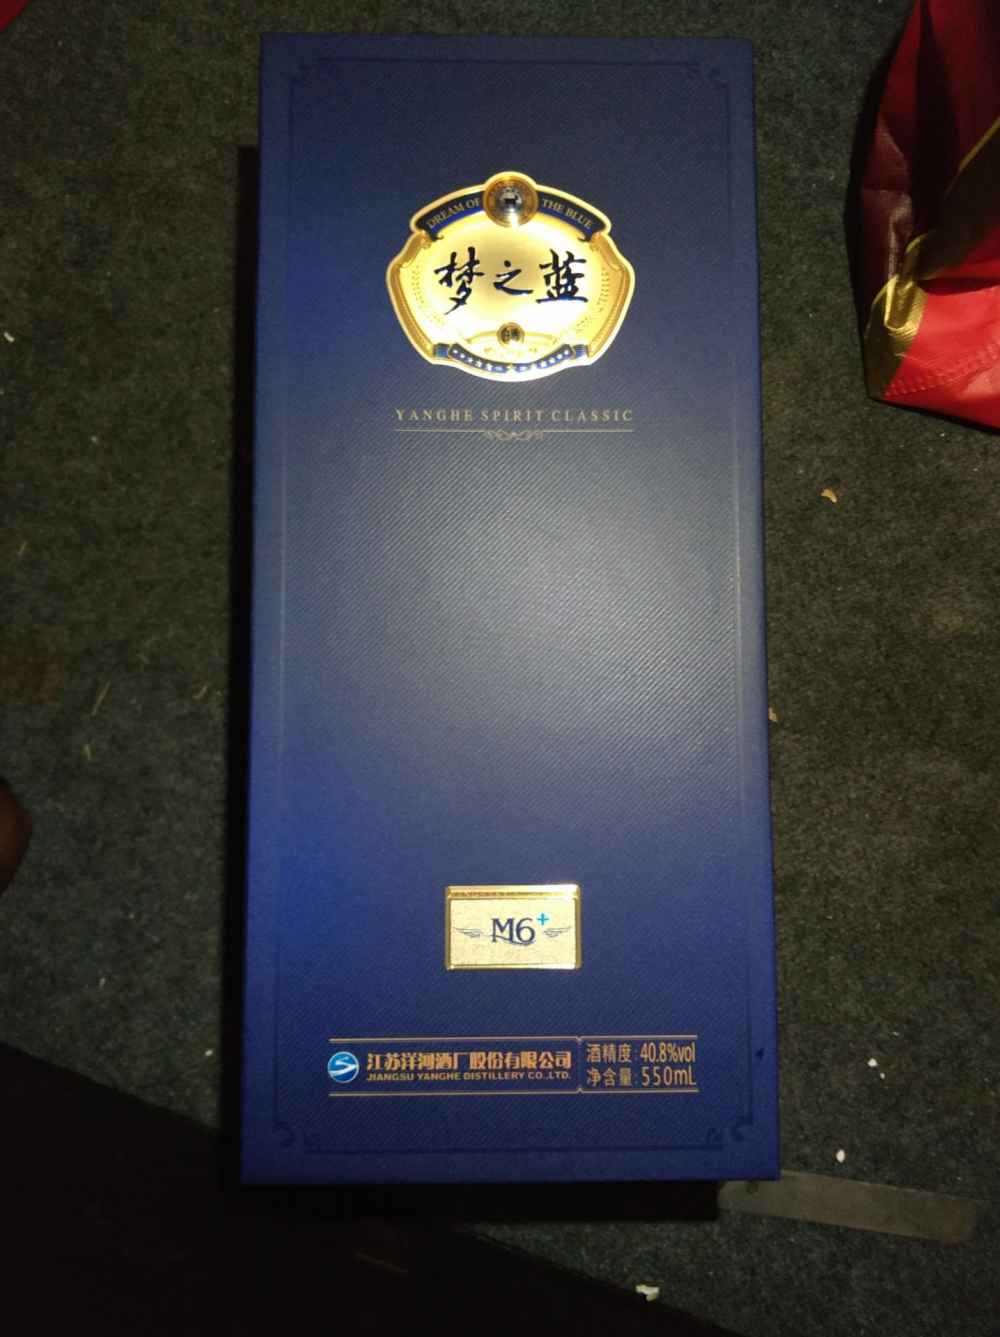 DREAM OF THE BLUE
梦之蓝
YANGHE SPIRIT CLASSIC
M6+
江苏洋河酒厂股份有限公司
JIANGSU YANGHE DISTILLERY CO.,LTD.
酒精度:40.8%vol
净含量:550mL